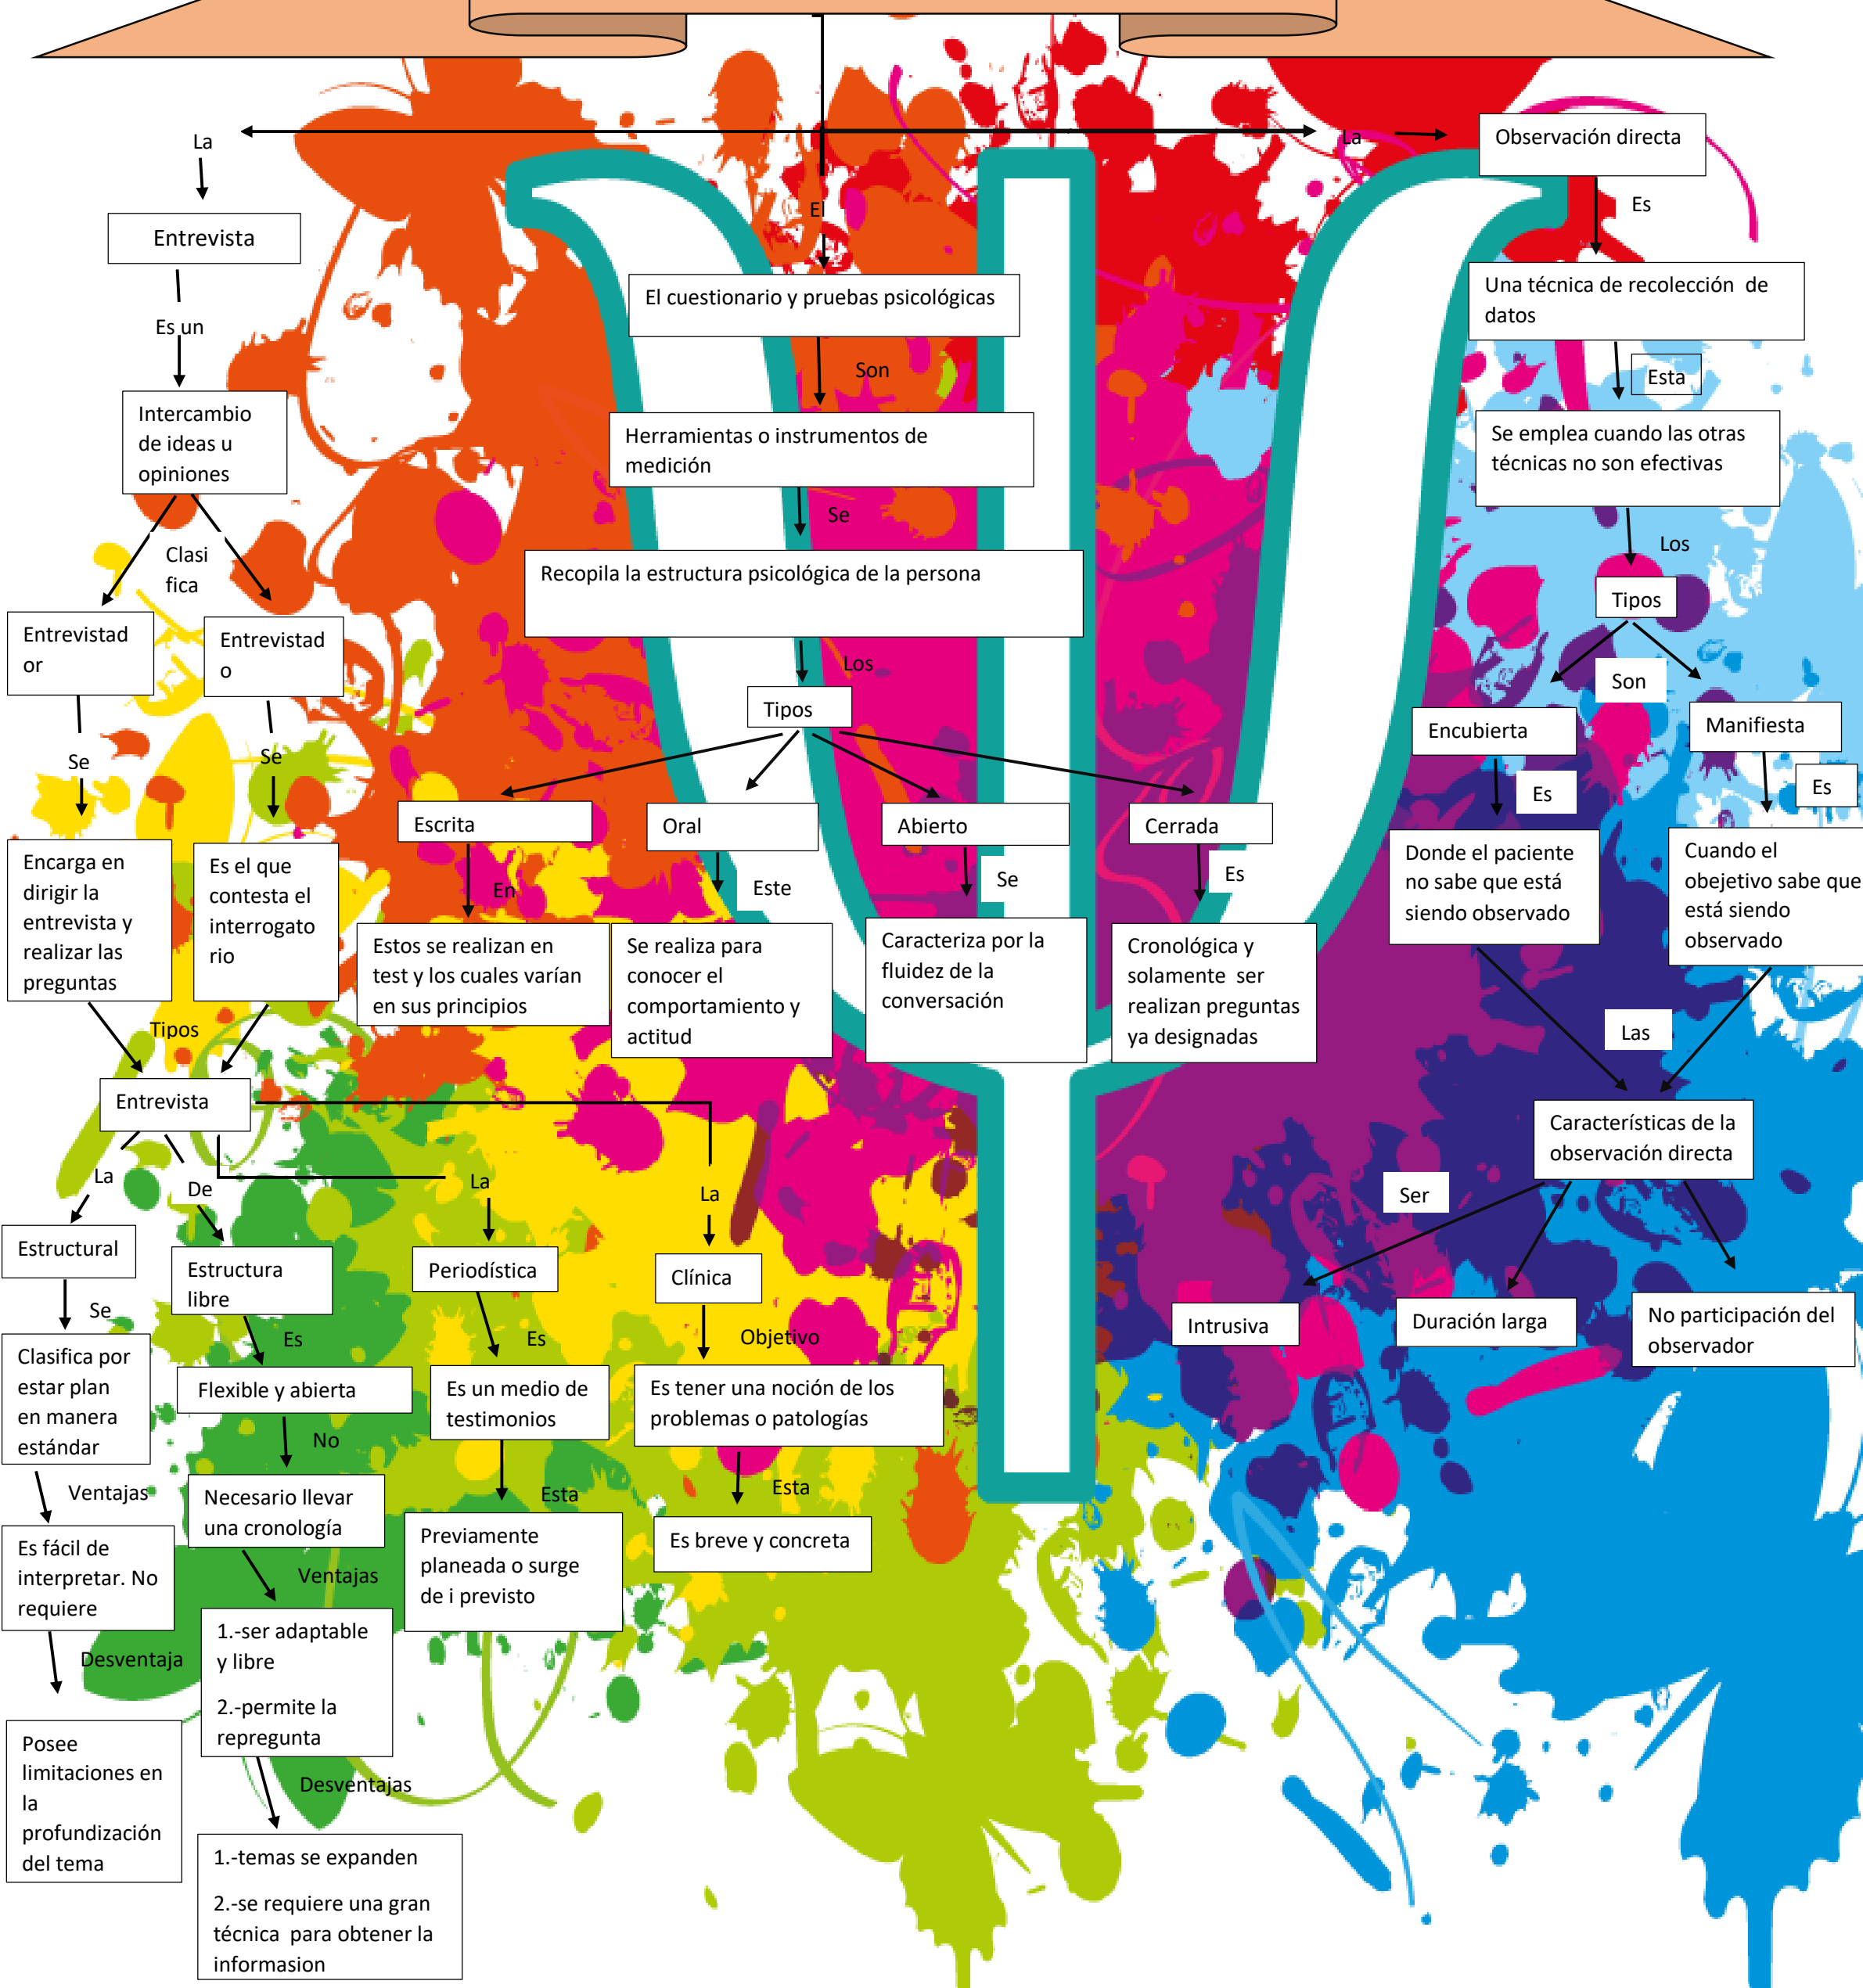 La
Entrevista
Es un
Intercambio
de ideas u
opiniones
Clasi
fica
Entrevistad
or
Entrevistad
o
Se
Se
Encarga en
dirigir la
entrevista y
realizar las
preguntas
Es el que
contesta el
interrogato
rio
Tipos
Entrevista
La
De
La
La
Estructural
Estructura
libre
Periodística
Clínica
Se
Es
Es
Objetivo
Clasifica por
estar plan
en manera
estándar
Flexible y abierta
Es un medio de
testimonios
Es tener una noción de los
problemas o patologías
Ventajas
No
Esta
Esta
Es fácil de
interpretar. No
requiere
Necesario llevar
una cronología
Previamente
planeada o surge
de i previsto
Es breve y concreta
Desventaja
Ventajas
Posee
limitaciones en
la
profundización
del tema
1.-ser adaptable
y libre
2.-permite la
repregunta
Desventajas
1.-temas se expanden
2.-se requiere una gran
técnica para obtener la
informasion
El
El cuestionario y pruebas psicológicas
Son
Herramientas o instrumentos de
medición
Se
Recopila la estructura psicológica de la persona
Los
Tipos
Escrita
Oral
Abierto
Cerrada
En
Este
Se
Es
Estos se realizan en
test y los cuales varían
en sus principios
Se realiza para
conocer el
comportamiento y
actitud
Caracteriza por la
fluidez de la
conversación
Cronológica y
solamente ser
realizan preguntas
ya designadas
La
Observación directa
Es
Una técnica de recolección de
datos
Esta
Se emplea cuando las otras
técnicas no son efectivas
Los
Tipos
Son
Encubierta
Manifiesta
Es
Es
Donde el paciente
no sabe que está
siendo observado
Cuando el
obejetivo sabe que
está siendo
observado
Las
Características de la
observación directa
Ser
Intrusiva
Duración larga
No participación del
observador